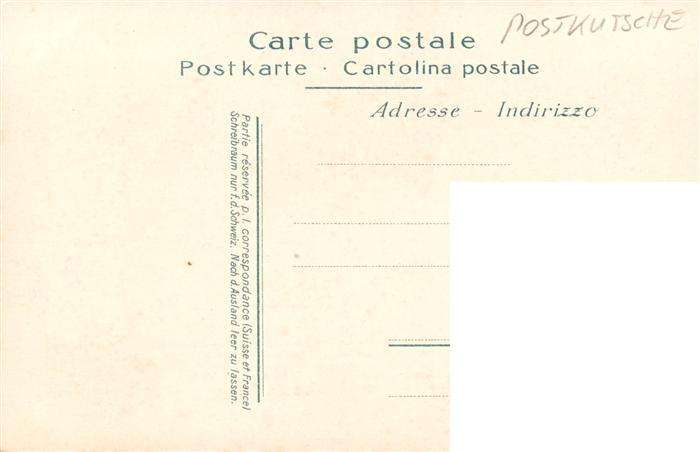 POSTKUTSCHE
Carte postale
Postkarte · Cartolina postale
Adresse - Indirizzo
Partie réservée p. l. correspondance (Suisse et France)
Schreibraum nur f. d. Schweiz. Nach d. Ausland leer zu lassen.